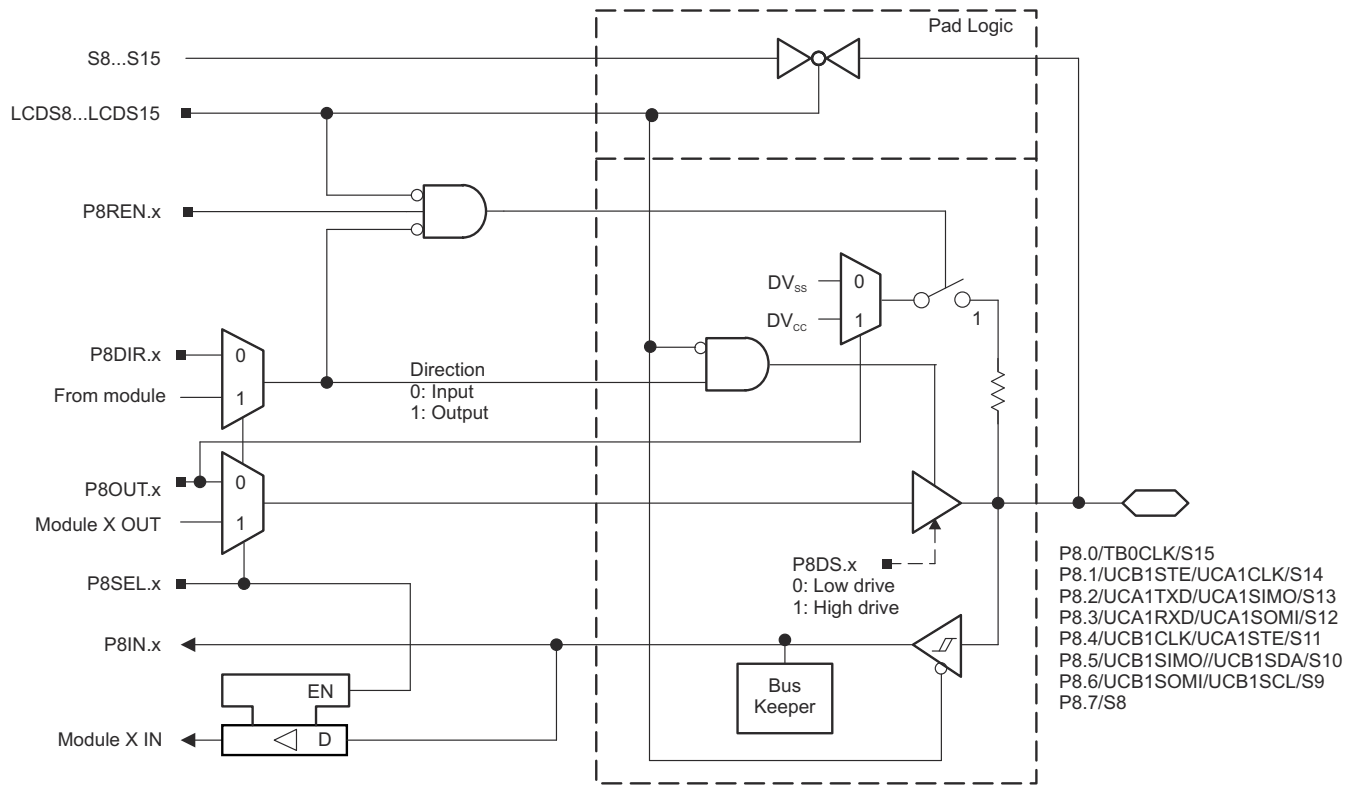 Pad Logic
S8...S15
LCDS8...LCDS15
P8REN.x
DVSS
0
DVCC
1
1
P8DIR.x
0
From module
1
Direction
0: Input
1: Output
P8OUT.x
0
Module X OUT
1
P8SEL.x
P8DS.x
0: Low drive
1: High drive
P8IN.x
EN
D
Module X IN
Bus
Keeper
P8.0/TB0CLK/S15
P8.1/UCB1STE/UCA1CLK/S14
P8.2/UCA1TXD/UCA1SIMO/S13
P8.3/UCA1RXD/UCA1SOMI/S12
P8.4/UCB1CLK/UCA1STE/S11
P8.5/UCB1SIMO//UCB1SDA/S10
P8.6/UCB1SOMI/UCB1SCL/S9
P8.7/S8